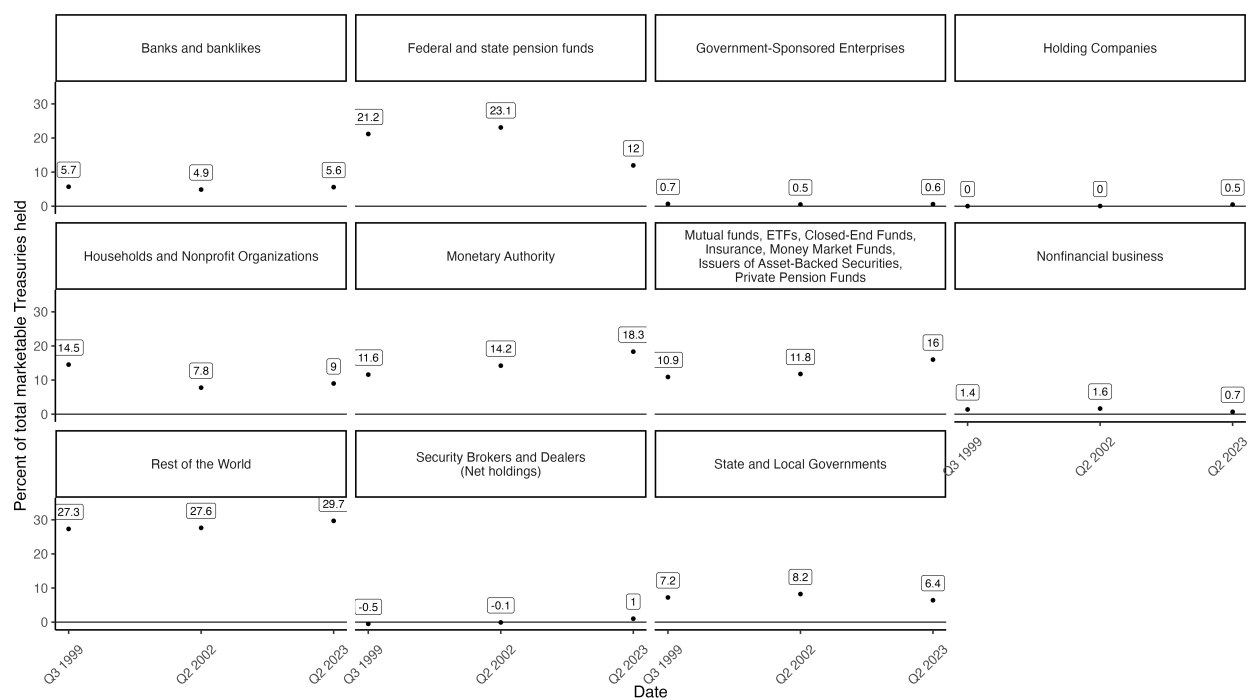 Percent of total marketable Treasuries held
Banks and banklikes
Federal and state pension funds
Government-Sponsored Enterprises
Holding Companies
30
20
10
0
5.7
4.9
5.6
21.2
23.1
12
0.7
0.5
0.6
0
0
0.5
Households and Nonprofit Organizations
Monetary Authority
Mutual funds, ETFs, Closed-End Funds,
Insurance, Money Market Funds,
Issuers of Asset-Backed Securities,
Private Pension Funds
Nonfinancial business
30
20
10
0
14.5
7.8
9
11.6
14.2
18.3
10.9
11.8
16
1.4
1.6
0.7
Q3 1999
Q2 2002
Q2 2023
Rest of the World
Security Brokers and Dealers
(Net holdings)
State and Local Governments
30
20
10
0
27.3
27.6
29.7
-0.5
-0.1
1
7.2
8.2
6.4
Q3 1999
Q2 2002
Q2 2023
Q3 1999
Q2 2002
Q2 2023
Q3 1999
Q2 2002
Q2 2023
Date